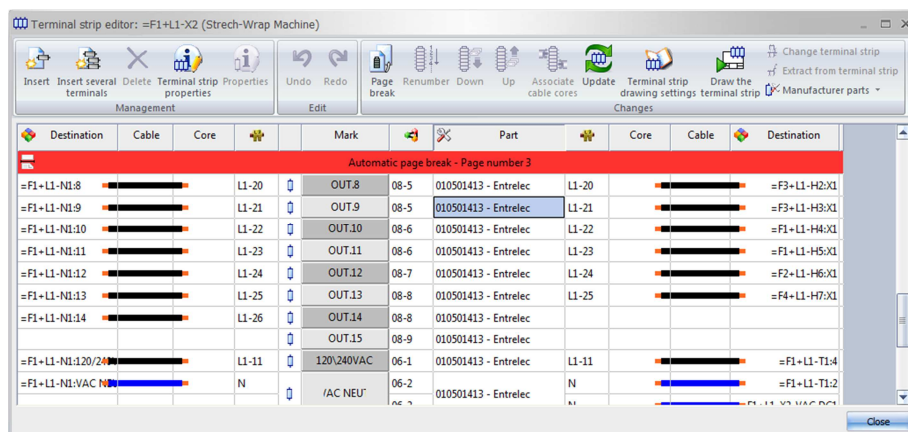 Terminal strip editor: =F1+L1-X2 (Strech-Wrap Machine)
Insert Insert several terminals Delete Terminal strip properties Properties Undo Redo Page break Renumber Down Up Associate cable cores Update Terminal strip drawing settings Draw the terminal strip
Change terminal strip
Extract from terminal strip
Manufacturer parts
Management Edit Changes
Destination Cable Core Mark Part Core Cable Destination
Automatic page break - Page number 3
=F1+L1-N1:8 L1-20 OUT.8 08-5 010501413 - Entrelec L1-20 =F3+L1-H2:X1
=F1+L1-N1:9 L1-21 OUT.9 08-5 010501413 - Entrelec L1-21 =F3+L1-H3:X1
=F1+L1-N1:10 L1-22 OUT.10 08-6 010501413 - Entrelec L1-22 =F1+L1-H4:X1
=F1+L1-N1:11 L1-23 OUT.11 08-6 010501413 - Entrelec L1-23 =F1+L1-H5:X1
=F1+L1-N1:12 L1-24 OUT.12 08-7 010501413 - Entrelec L1-24 =F2+L1-H6:X1
=F1+L1-N1:13 L1-25 OUT.13 08-8 010501413 - Entrelec L1-25 =F4+L1-H7:X1
=F1+L1-N1:14 L1-26 OUT.14 08-8 010501413 - Entrelec
OUT.15 08-9 010501413 - Entrelec
=F1+L1-N1:120/24 L1-11 120\240VAC 06-1 010501413 - Entrelec L1-11 =F1+L1-T1:4
=F1+L1-N1:VAC N N 06-2 N =F1+L1-T1:2
/AC NEU 010501413 - Entrelec
Close